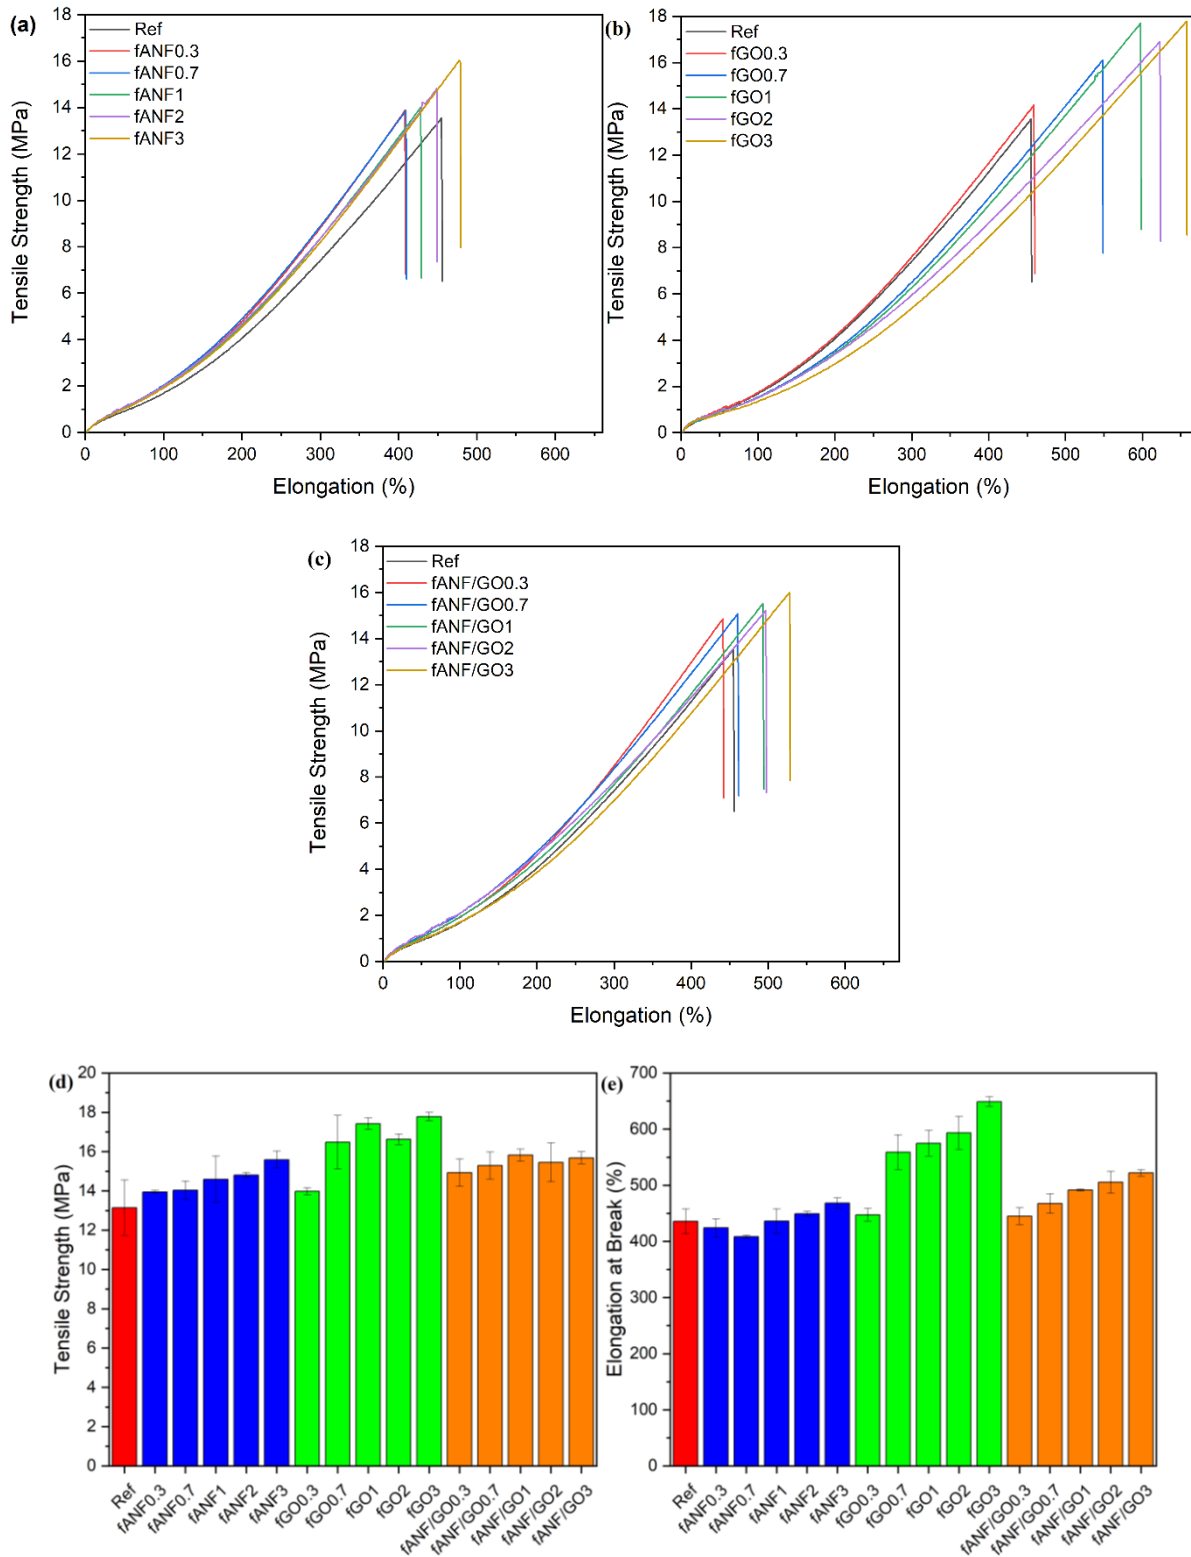 (a)
Ref
fANF0.3
fANF0.7
fANF1
fANF2
fANF3
18
16
14
12
10
8
6
4
2
0
Tensile Strength (MPa)
0 100 200 300 400 500 600
Elongation (%)
(b)
Ref
fGO0.3
fGO0.7
fGO1
fGO2
fGO3
18
16
14
12
10
8
6
4
2
0
Tensile Strength (MPa)
0 100 200 300 400 500 600
Elongation (%)
(c)
Ref
fANF/GO0.3
fANF/GO0.7
fANF/GO1
fANF/GO2
fANF/GO3
18
16
14
12
10
8
6
4
2
0
Tensile Strength (MPa)
0 100 200 300 400 500 600
Elongation (%)
(d)
20
18
16
14
12
10
8
6
4
2
0
Tensile Strength (MPa)
Ref
fANF0.3
fANF0.7
fANF1
fANF2
fANF3
fGO0.3
fGO0.7
fGO1
fGO2
fGO3
fANF/GO0.3
fANF/GO0.7
fANF/GO1
fANF/GO2
fANF/GO3
(e)
700
600
500
400
300
200
100
0
Elongation at Break (%)
Ref
fANF0.3
fANF0.7
fANF1
fANF2
fANF3
fGO0.3
fGO0.7
fGO1
fGO2
fGO3
fANF/GO0.3
fANF/GO0.7
fANF/GO1
fANF/GO2
fANF/GO3